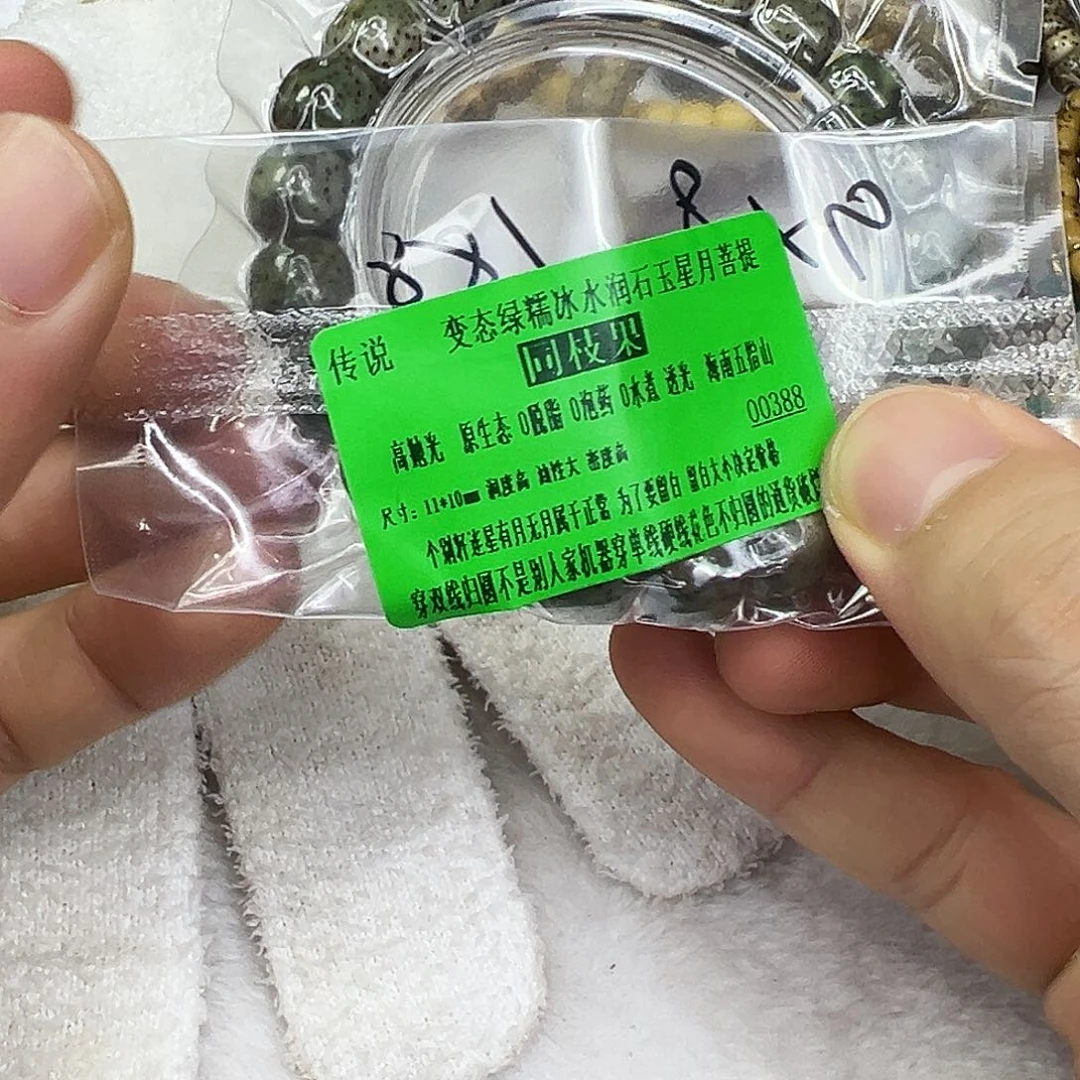 传说
变态绿糯冰水润石玉星月菩提
同枝果
高抛光 原生态 0脱脂 0泡药 0水煮 透光 海南五指山
00388
尺寸：11*10mm 润度高 油性大 密度高
个别籽迷星有月无月属于正常 为了要留白 留白大小决定价格
穿双线归圆不是别人家机器穿单线硬线花色不归圆的通货